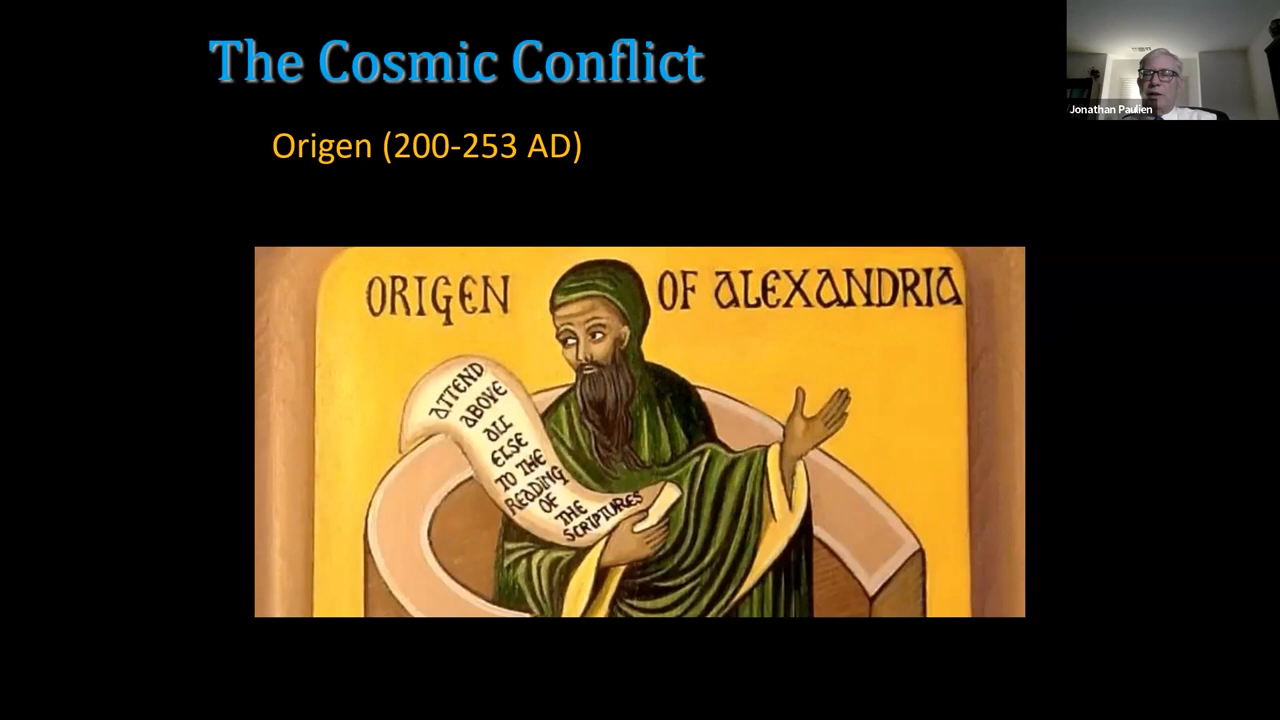 The Cosmic Conflict
Jonathan Paulien
Origen (200-253 AD)
ORIGEN OF ALEXANDRIA
ATTEND
ABOVE
ALL
ELSE
TO THE
READING
OF
THE
SCRIPTURES